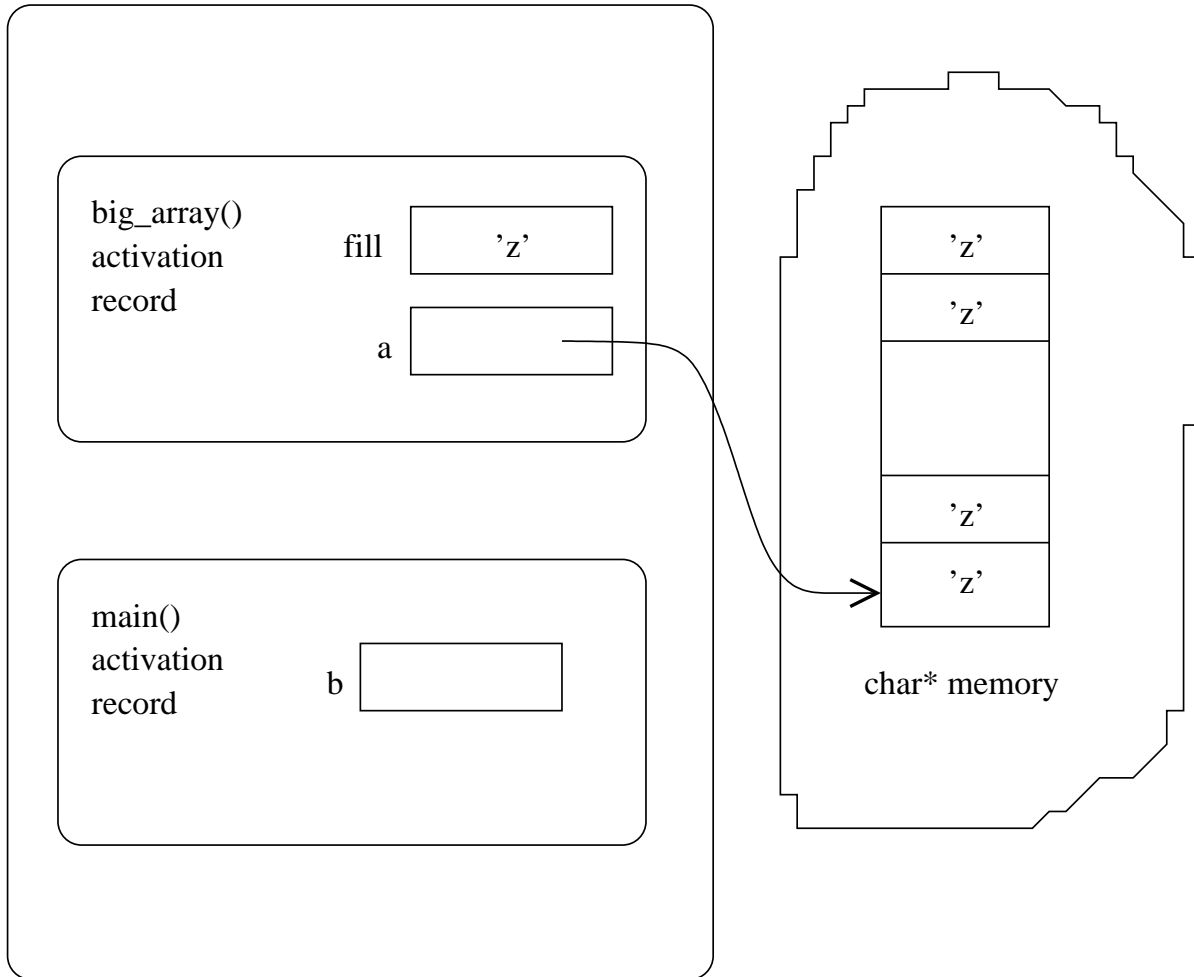 big_array()
activation
record
fill
’z’
a
main()
activation
record
b
’z’
’z’
’z’
’z’
char* memory